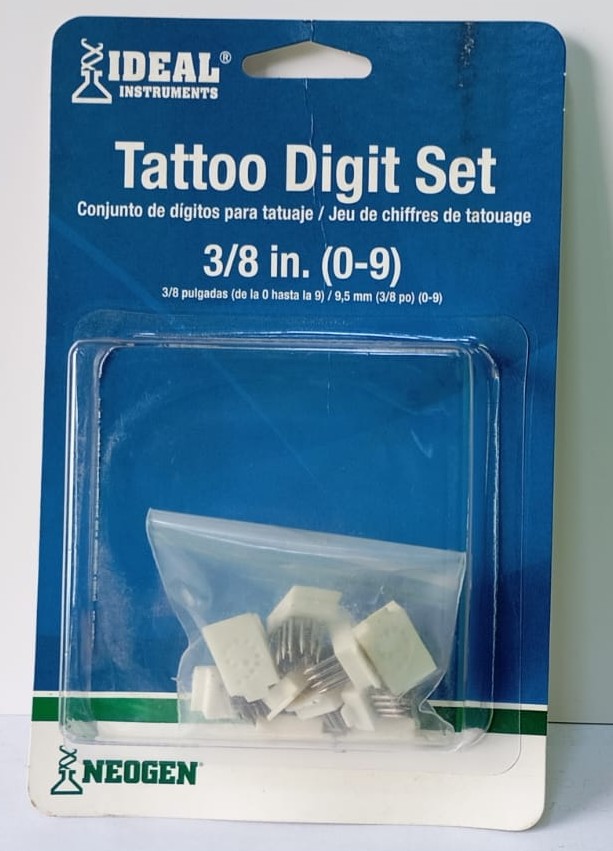 IDEAL®
INSTRUMENTS
Tattoo Digit Set
Conjunto de dígitos para tatuaje / Jeu de chiffres de tatouage
3/8 in. (0-9)
3/8 pulgadas (de la 0 hasta la 9) / 9,5 mm (3/8 po) (0-9)
NEOGEN®